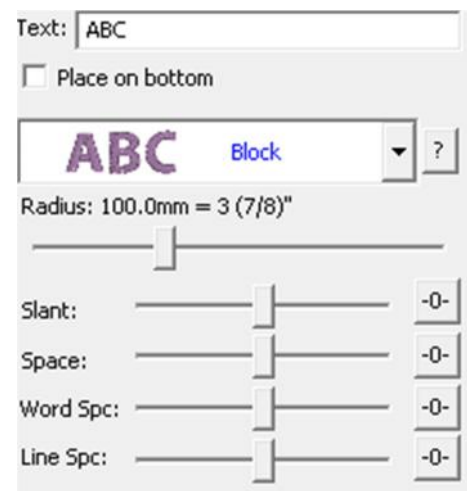 Text: ABC
Place on bottom
ABC Block ?
Radius: 100.0mm = 3 (7/8)"
Slant: -0-
Space: -0-
Word Spc: -0-
Line Spc: -0-